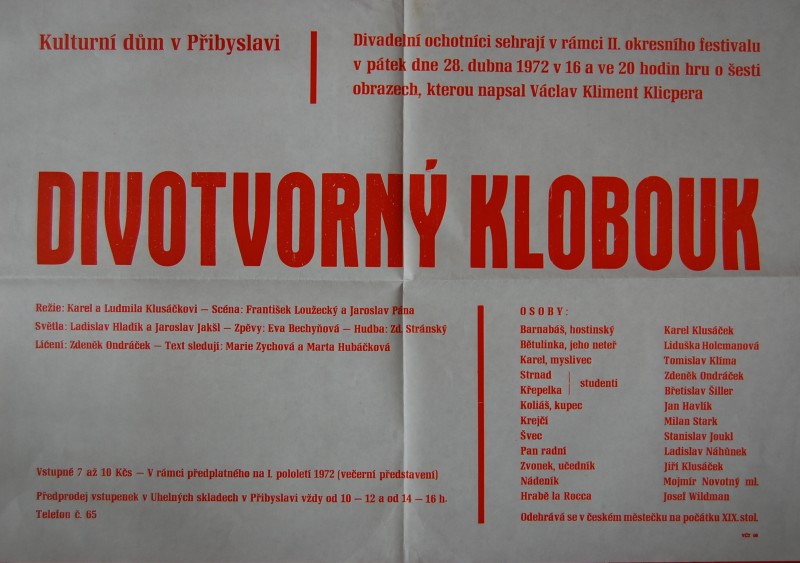 Kulturní dům v Přibyslavi
Divadelní ochotníci sehrají v rámci II. okresního festivalu
v pátek dne 28. dubna 1972 v 16 a ve 20 hodin hru o šesti
obrazech, kterou napsal Václav Kliment Klicpera
DIVOTVORNÝ KLOBOUK
Režie: Karel a Ludmila Klusáčkovi — Scéna: František Loužecký a Jaroslav Pána
Světla: Ladislav Hladík a Jaroslav Jakšl — Zpěvy: Eva Bechyňová — Hudba: Zd. Stránský
Líčení: Zdeněk Ondráček — Text sledují: Marie Zychová a Marta Hubáčková
Vstupné 7 až 10 Kčs — V rámci předplatného na I. pololetí 1972 (večerní představení)
Předprodej vstupenek v Uhelných skladech v Přibyslavi vždy od 10 — 12 a od 14 — 16 h.
Telefon č. 65
OSOBY:
Barnabáš, hostinský Karel Klusáček
Bětulinka, jeho neteř Liduška Holcmanová
Karel, myslivec Tomislav Klíma
Strnad Zdeněk Ondráček
studenti
Křepelka Břetislav Šiller
Koliáš, kupec Jan Havlík
Krejčí Milan Stark
Švec Stanislav Joukl
Pan radní Ladislav Náhůnek
Zvonek, učedník Jiří Klusáček
Nádeník Mojmír Novotný ml.
Hrabě la Rocca Josef Wildman
Odehrává se v českém městečku na počátku XIX. stol.